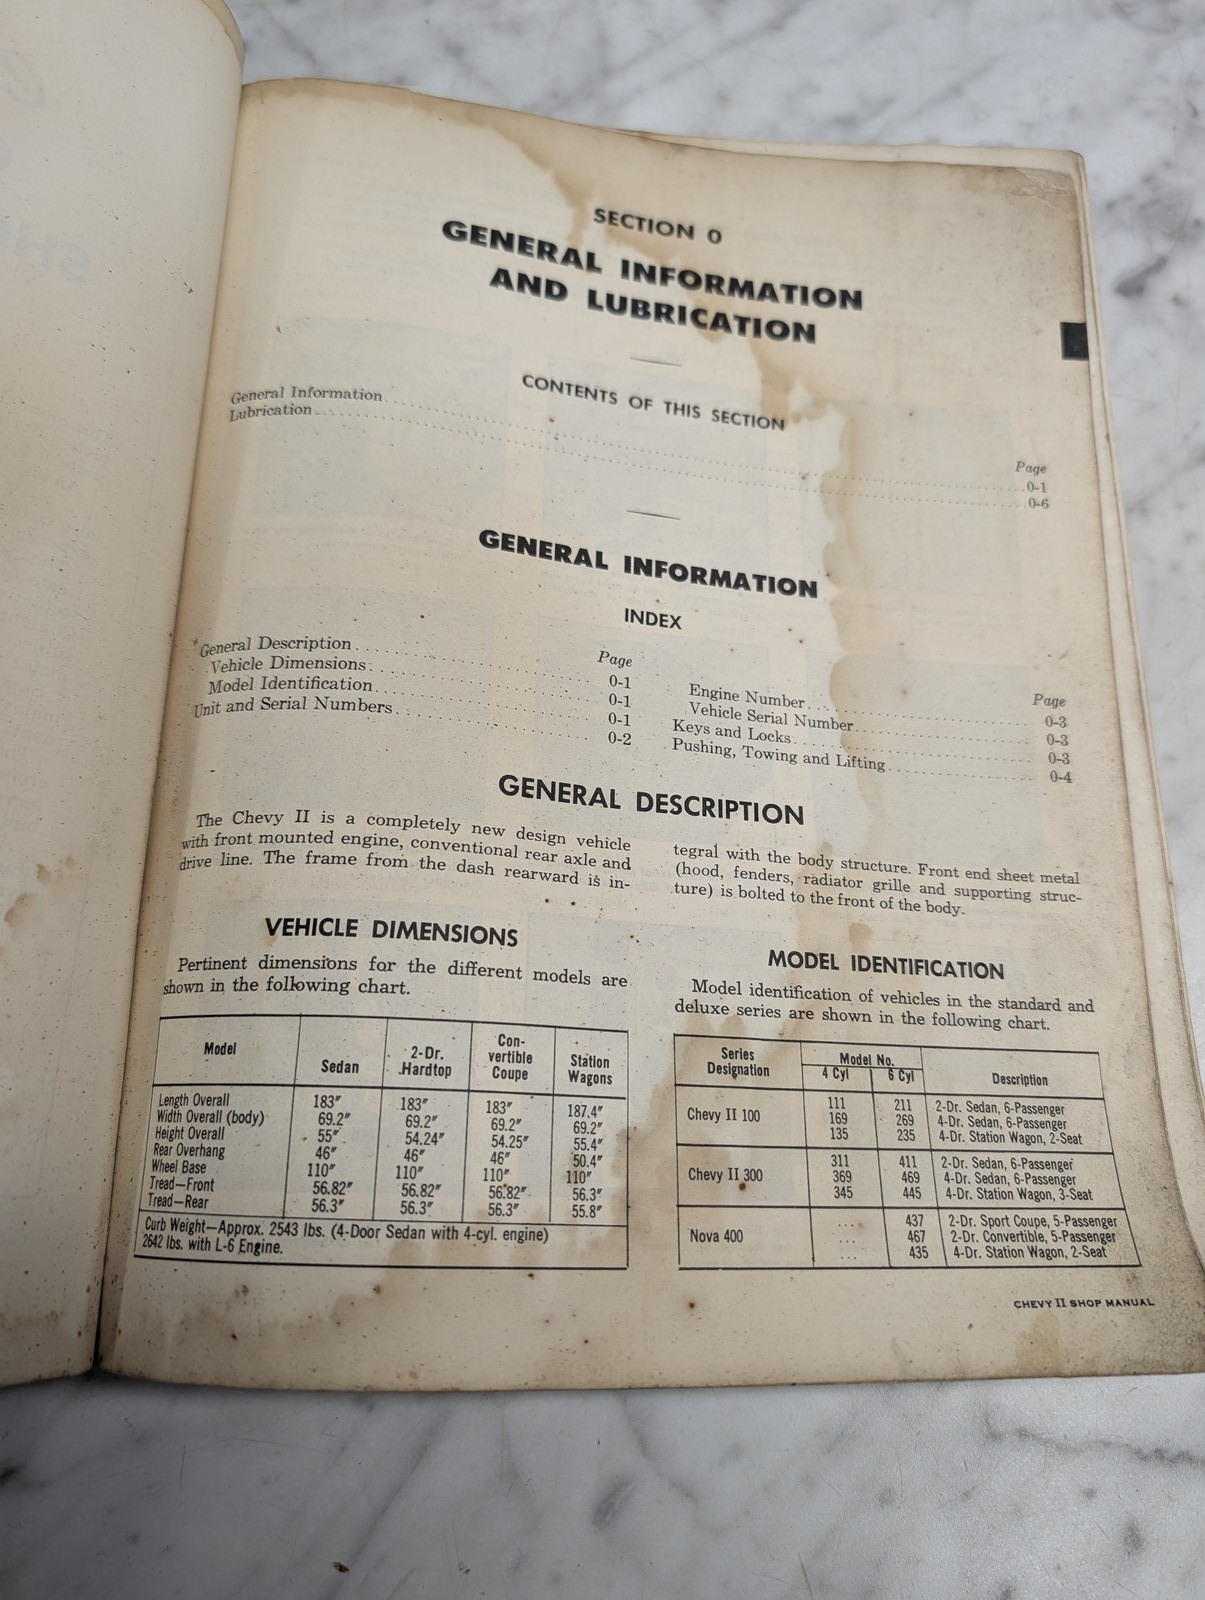 SECTION 0
GENERAL INFORMATION
AND LUBRICATION
CONTENTS OF THIS SECTION
Page
General Information 0-1
Lubrication 0-6
GENERAL INFORMATION
INDEX
Page
General Description 0-1
Vehicle Dimensions 0-1
Model Identification 0-1
Unit and Serial Numbers 0-2
Page
Engine Number 0-3
Vehicle Serial Number 0-3
Keys and Locks 0-3
Pushing, Towing and Lifting 0-4
GENERAL DESCRIPTION
The Chevy II is a completely new design vehicle
with front mounted engine, conventional rear axle and
drive line. The frame from the dash rearward is in-
tegral with the body structure. Front end sheet metal
(hood, fenders, radiator grille and supporting struc-
ture) is bolted to the front of the body.
VEHICLE DIMENSIONS
Pertinent dimensions for the different models are
shown in the following chart.
Model Sedan 2-Dr. Hardtop Con-vertible Coupe Station Wagons
Length Overall 183″ 183″ 183″ 187.4″
Width Overall (body) 69.2″ 69.2″ 69.2″ 69.2″
Height Overall 55″ 54.24″ 54.25″ 55.4″
Rear Overhang 46″ 46″ 46″ 50.4″
Wheel Base 110″ 110″ 110″ 110″
Tread—Front 56.82″ 56.82″ 56.82″ 56.3″
Tread—Rear 56.3″ 56.3″ 56.3″ 55.8″
Curb Weight—Approx. 2543 lbs. (4-Door Sedan with 4-cyl. engine)
2642 lbs. with L-6 Engine.
MODEL IDENTIFICATION
Model identification of vehicles in the standard and
deluxe series are shown in the following chart.
Series Designation Model No. Description
4 Cyl 6 Cyl
Chevy II 100
111 211 2-Dr. Sedan, 6-Passenger
169 269 4-Dr. Sedan, 6-Passenger
135 235 4-Dr. Station Wagon, 2-Seat
Chevy II 300
311 411 2-Dr. Sedan, 6-Passenger
369 469 4-Dr. Sedan, 6-Passenger
345 445 4-Dr. Station Wagon, 3-Seat
Nova 400
... 437 2-Dr. Sport Coupe, 5-Passenger
... 467 2-Dr. Convertible, 5-Passenger
... 435 4-Dr. Station Wagon, 2-Seat
CHEVY II SHOP MANUAL